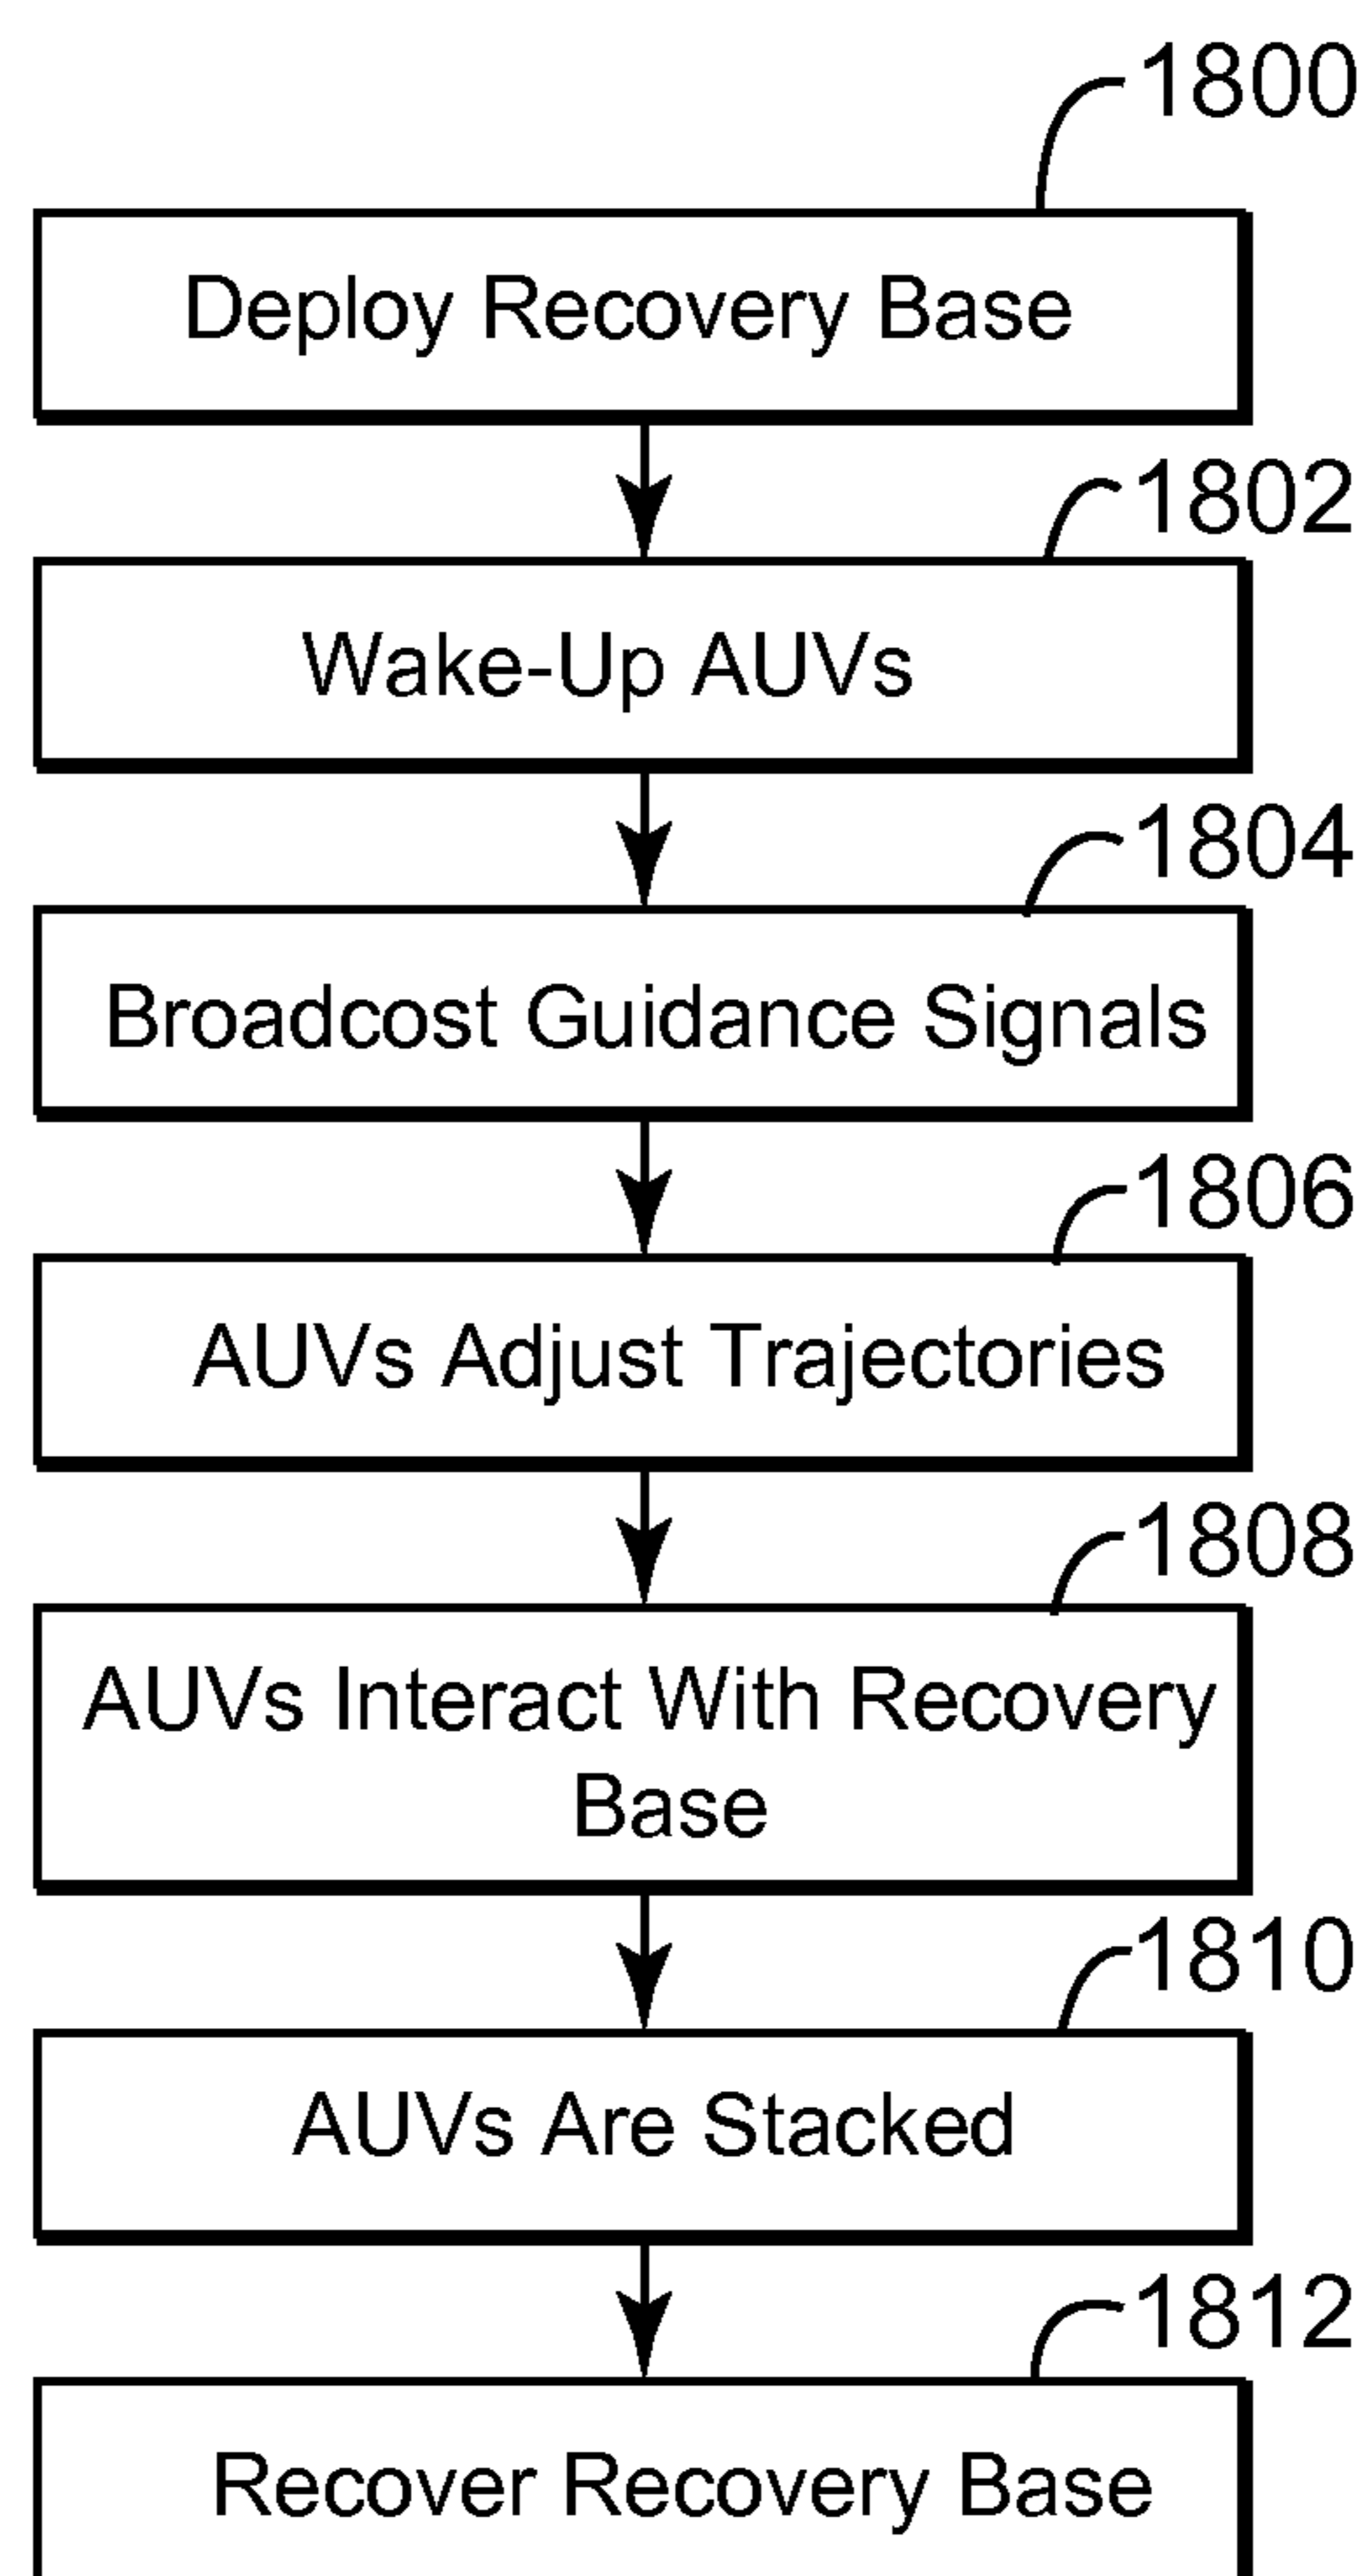 1800
Deploy Recovery Base
1802
Wake-Up AUVs
1804
Broadcost Guidance Signals
1806
AUVs Adjust Trajectories
1808
AUVs Interact With Recovery
Base
1810
AUVs Are Stacked
1812
Recover Recovery Base